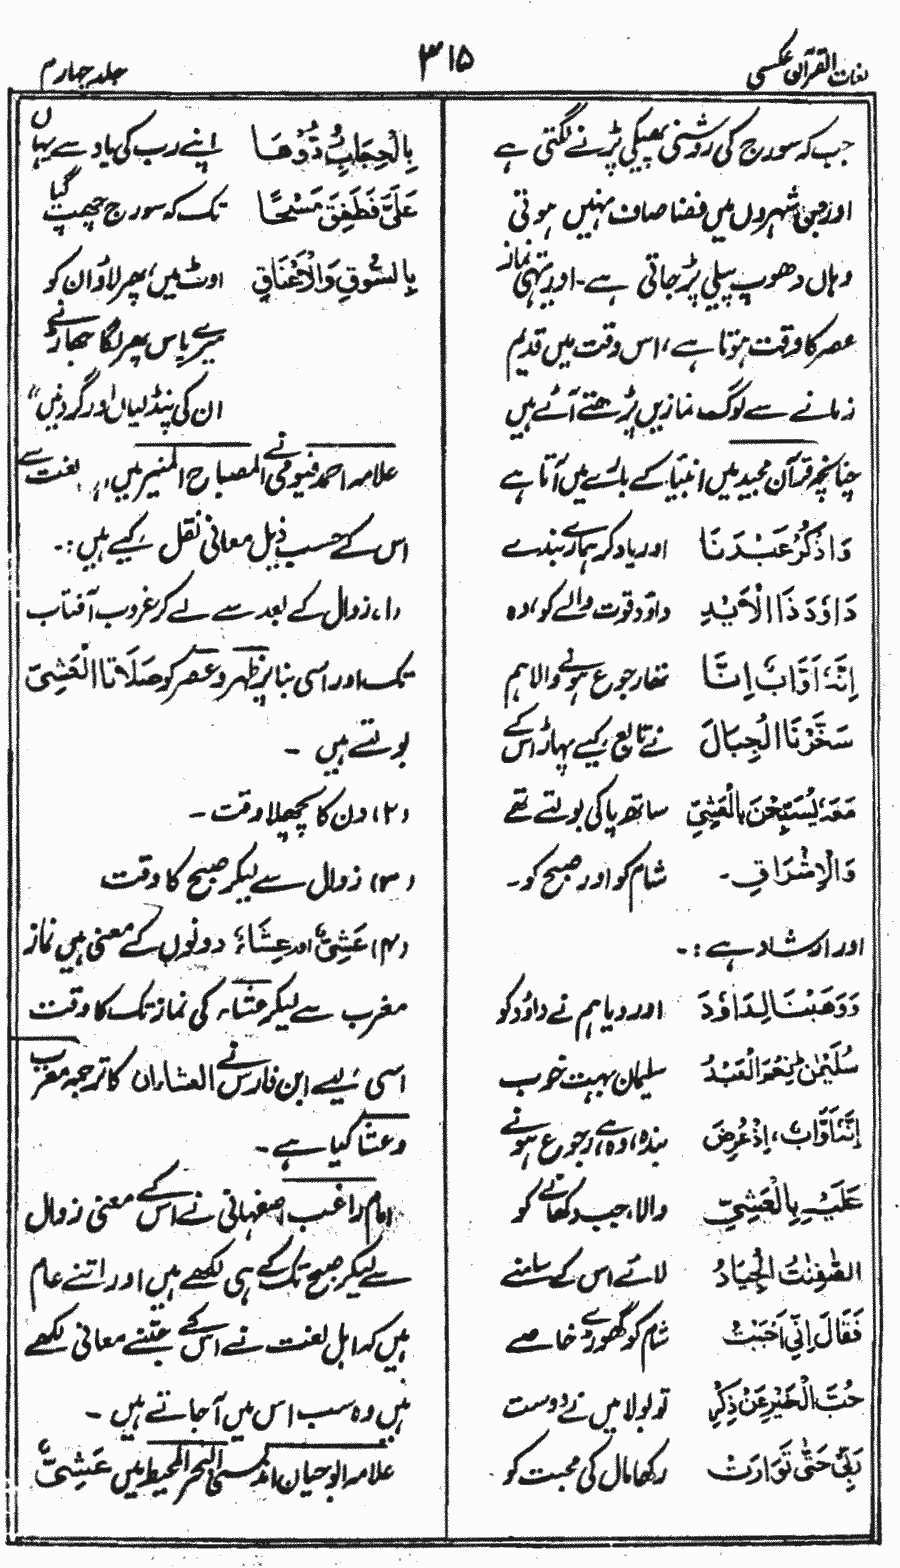 لغات القرآن عکسی
۳۱۵
جلد چہارم
جب کہ سورج کی روشنی پھیکی پڑنے لگتی ہے
اور جن شہروں میں فضا صاف نہیں ہوتی
وہاں دھوپ پیلی پڑجاتی ہے۔ اور یہی نماز
عصر کا وقت ہوتا ہے، اس وقت میں قدیم
زمانے سے لوگ نمازیں پڑھتے آئے ہیں
چنانچہ قرآن مجید میں انبیاء کے بارے میں آتا ہے
وَاذْكُرْ عَبْدَنَا اور یاد کر ہمارے بندے
دَاوٗدَ ذَا الْاَيْدِ داؤد قوت والے کو، وہ
اِنَّہٗٓ اَوَّابٌ اِنَّا تھا رجوع ہونے والا ہم
سَخَّرْنَا الْجِبَالَ نے تابع کیے پہاڑ اس کے
مَعَہٗ يُسَبِّحْنَ بِالْعَشِيِّ ساتھ پاکی بولتے تھے
وَالْاِشْرَاقِ۔ شام کو اور صبح کو۔
اور ارشاد ہے :۔
وَوَهَبْنَا لِدَاوٗدَ اور دیا ہم نے داؤد کو
سُلَيْمٰنَ نِعْمَ الْعَبْدُ سلیمان بہت خوب
اِنَّہٗٓ اَوَّابٌ، اِذْ عُرِضَ بندہ، وہ ہے رجوع ہونے
عَلَيْہِ بِالْعَشِيِّ والا، جب دکھانے کو
الصّٰفِنٰتُ الْجِيَادُ لائے اس کے سامنے
فَقَالَ اِنِّيْ اَحْبَبْتُ شام کو گھوڑے خاصے
حُبَّ الْخَيْرِ عَنْ ذِكْرِ تو بولا میں نے دوست
رَبِّيْ حَتّٰى تَوَارَتْ رکھا مال کی محبت کو
بِالْحِجَابِ رُدُّوْهَا اپنے رب کی یاد سے یہاں
عَلَيَّ فَطَفِقَ مَسْحًا تک کہ سورج چھپ گیا
بِالسُّوْقِ وَالْاَعْنَاقِ اوٹ میں، پھر لاؤ ان کو
میرے پاس پھر لگا جھاڑنے
ان کی پنڈلیاں اور گردنیں"
علامہ احمد فیومی نے المصباح المنیر میں، لغت سے
اس کے حسب ذیل معانی نقل کیے ہیں :۔
(۱) زوال کے بعد سے لے کر غروب آفتاب
تک اور اسی بنا پر ظہر و عصر کو صَلَاتَا الْعَشِيِّ
بولتے ہیں ۔
(۲) دن کا پچھلا وقت ۔
(۳) زوال سے لیکر صبح کا وقت
(۴) عَشِيٌّ اور عِشَاءٌ دونوں کے معنی ہیں نماز
مغرب سے لیکر عشاء کی نماز تک کا وقت
اسی لیے ابن فارس نے العشاءان کا ترجمہ مغرب
و عشا کیا ہے ۔
امام راغب اصفہانی نے اس کے معنی زوال
سے لیکر صبح تک کے ہی لکھے ہیں اور اتنے عام
ہیں کہ اہل لغت نے اس کے جتنے معانی لکھے
ہیں وہ سب اس میں آ جاتے ہیں ۔
علامہ ابو حیان اندلسی البحر المحیط میں عَشِيٌّ